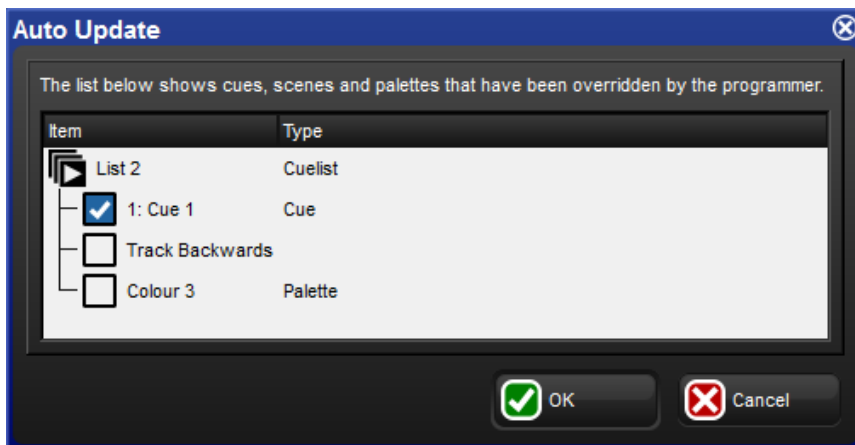 Auto Update
The list below shows cues, scenes and palettes that have been overridden by the programmer.
Item Type
List 2 Cuelist
1: Cue 1 Cue
Track Backwards
Colour 3 Palette
OK Cancel